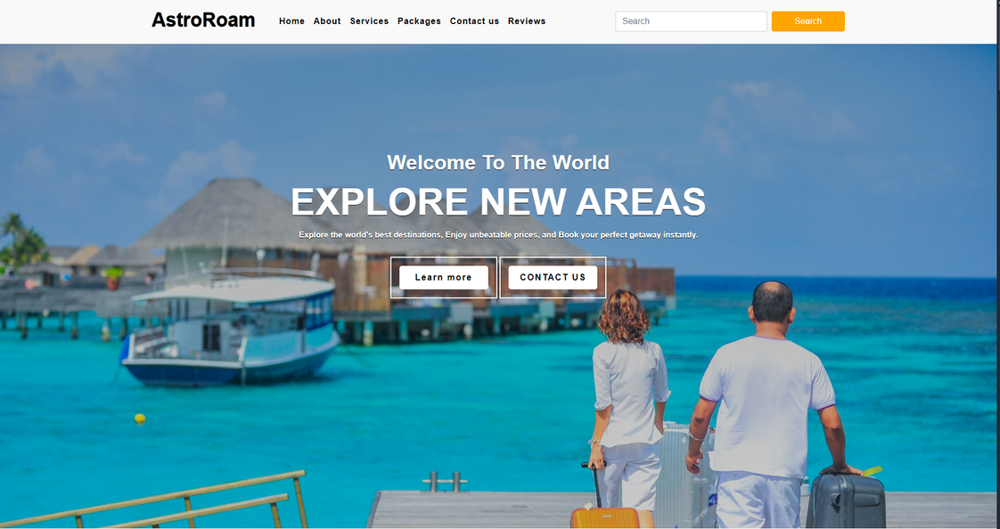 AstroRoam Home About Services Packages Contact us Reviews Search Search
Welcome To The World
EXPLORE NEW AREAS
Explore the world's best destinations, Enjoy unbeatable prices, and Book your perfect getaway instantly.
Learn more CONTACT US